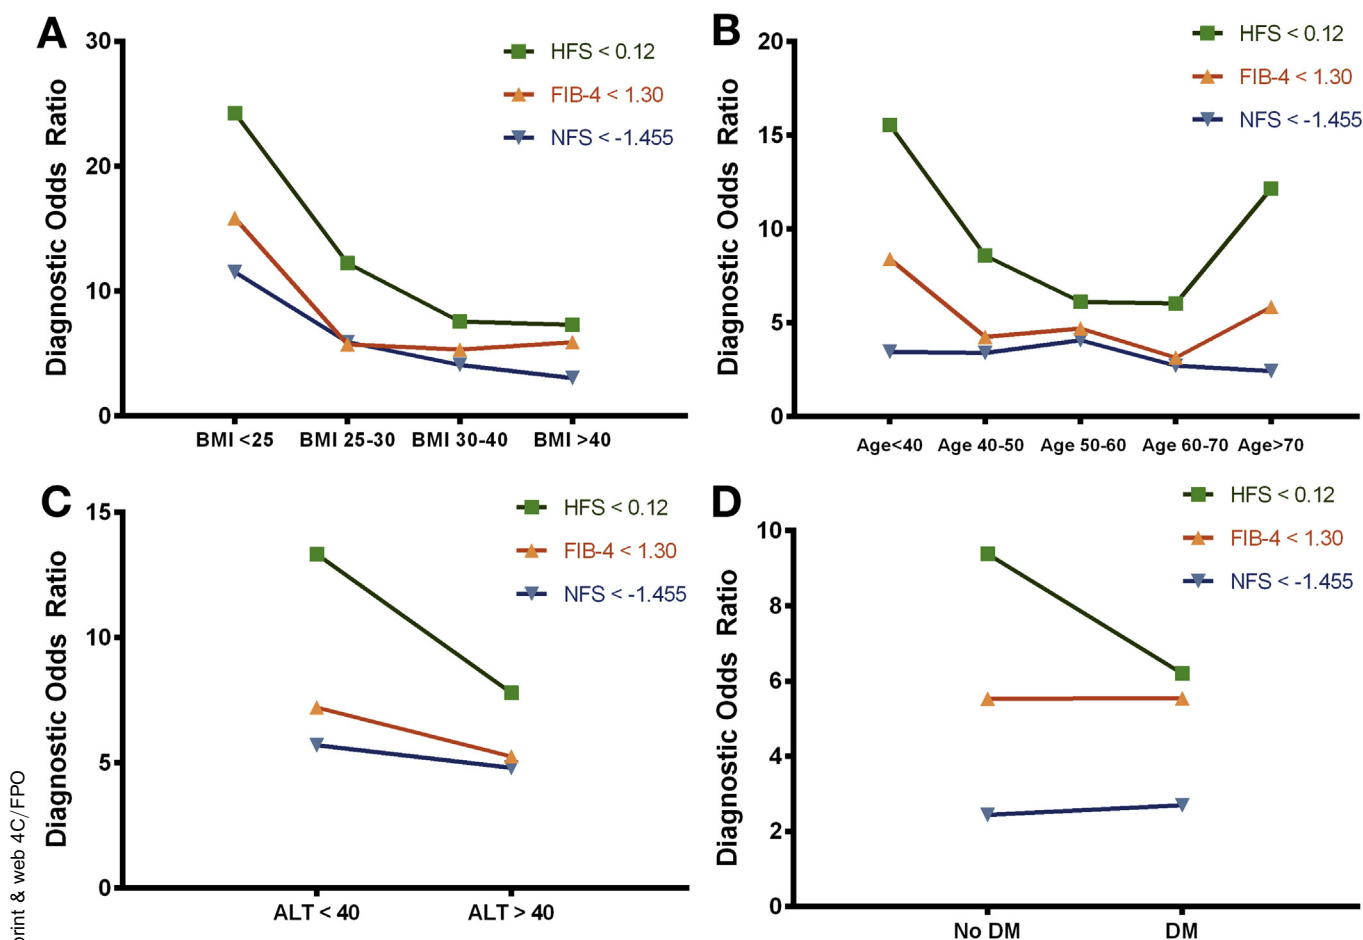 A
Diagnostic Odds Ratio
30
20
10
0
HFS < 0.12
FIB-4 < 1.30
NFS < -1.455
BMI <25 BMI 25-30 BMI 30-40 BMI >40
B
Diagnostic Odds Ratio
20
15
10
5
0
HFS < 0.12
FIB-4 < 1.30
NFS < -1.455
Age<40 Age 40-50 Age 50-60 Age 60-70 Age>70
C
Diagnostic Odds Ratio
15
10
5
0
HFS < 0.12
FIB-4 < 1.30
NFS < -1.455
ALT < 40 ALT > 40
D
Diagnostic Odds Ratio
10
8
6
4
2
0
HFS < 0.12
FIB-4 < 1.30
NFS < -1.455
No DM DM
print & web 4C/FPO